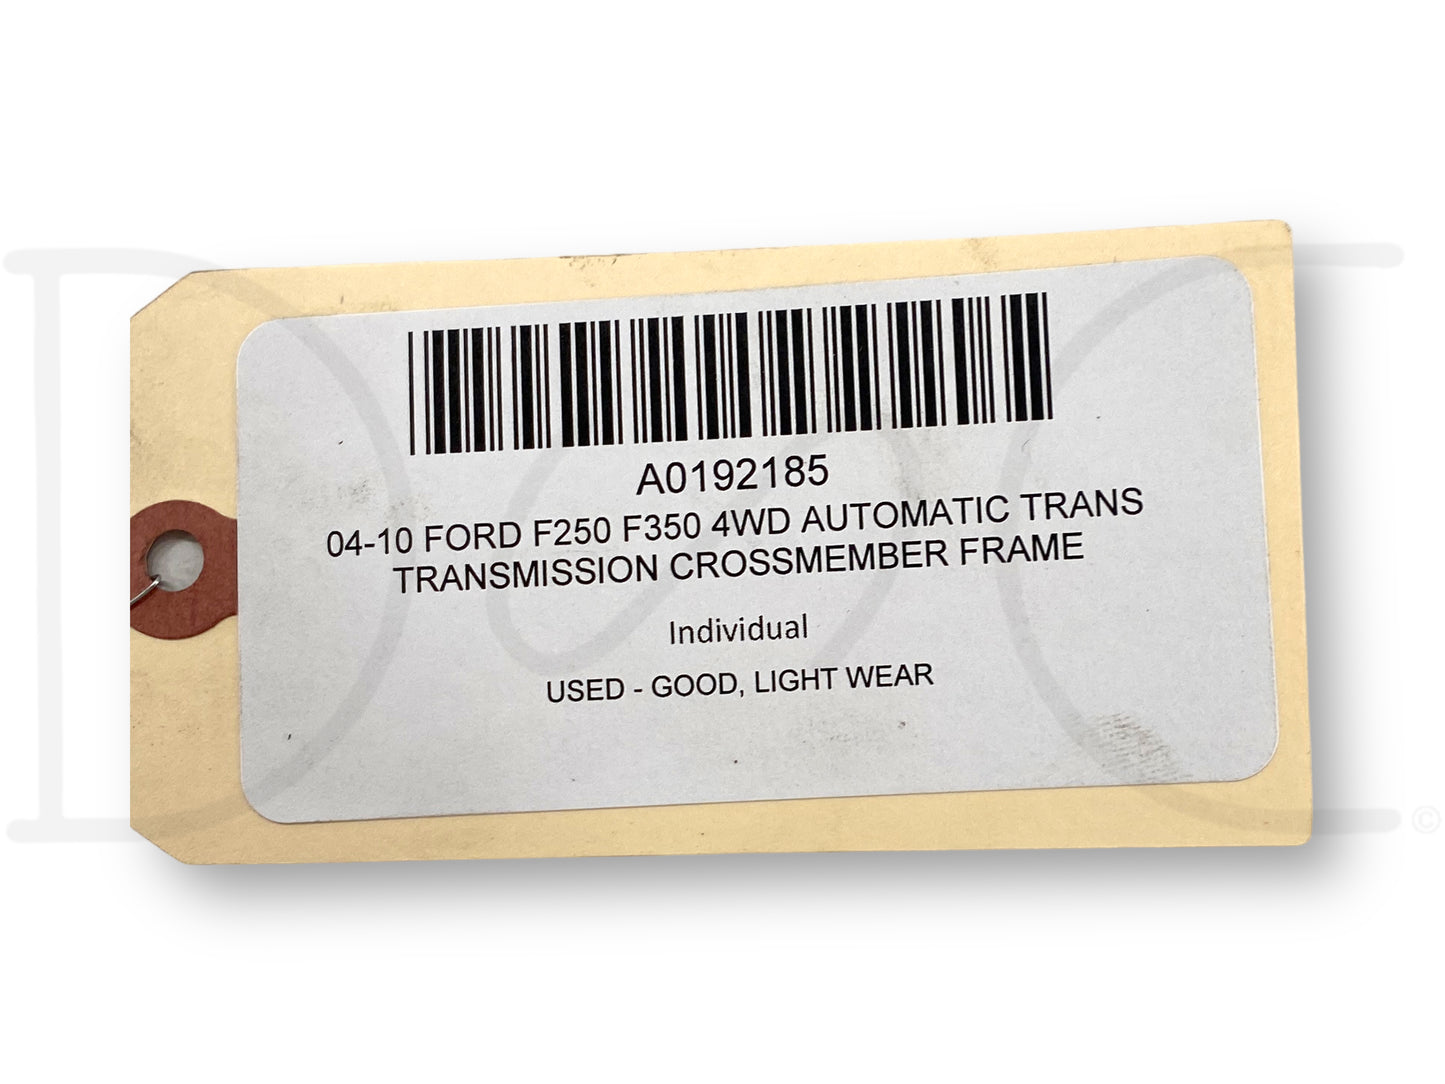 A0192185
04-10 FORD F250 F350 4WD AUTOMATIC TRANS
TRANSMISSION CROSSMEMBER FRAME
Individual
USED - GOOD, LIGHT WEAR
©